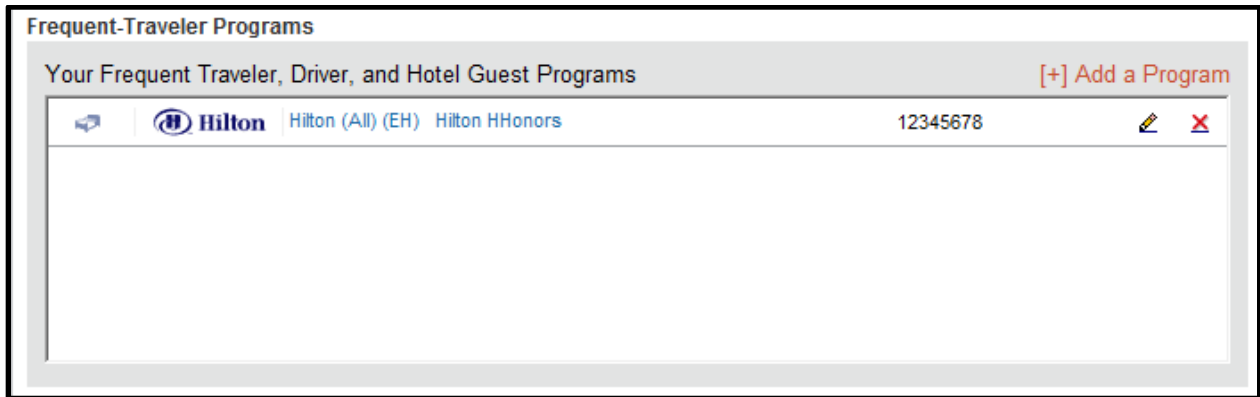 Frequent-Traveler Programs
Your Frequent Traveler, Driver, and Hotel Guest Programs [+] Add a Program
H Hilton Hilton (All) (EH) Hilton HHonors 12345678